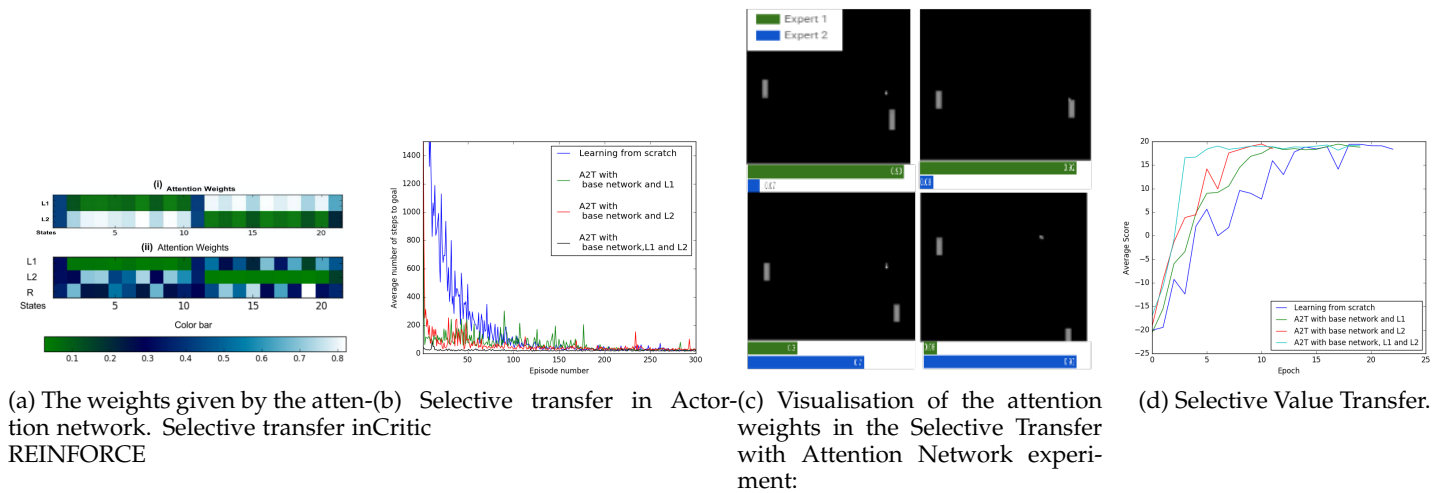 (i)
Attention Weights
L1
L2
States
5
10
15
20
(ii) Attention Weights
L1
L2
R
States
5
10
15
20
Color bar
0.1 0.2 0.3 0.4 0.5 0.6 0.7 0.8
(a) The weights given by the atten-
tion network. Selective transfer in
REINFORCE
Average number of steps to goal
1400
1200
1000
800
600
400
200
0
50 100 150 200 250 300
Episode number
Learning from scratch
A2T with
base network and L1
A2T with
base network and L2
A2T with
base network,L1 and L2
(b) Selective transfer in Actor-
Critic
Expert 1
Expert 2
(c) Visualisation of the attention
weights in the Selective Transfer
with Attention Network experi-
ment:
Average Score
20
15
10
5
0
−5
−10
−15
−20
−25
0 5 10 15 20 25
Epoch
Learning from scratch
A2T with base network and L1
A2T with base network and L2
A2T with base network, L1 and L2
(d) Selective Value Transfer.